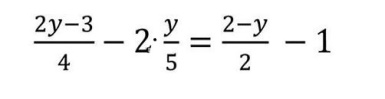 (2y−3)/4 − 2·y/5 = (2−y)/2 − 1